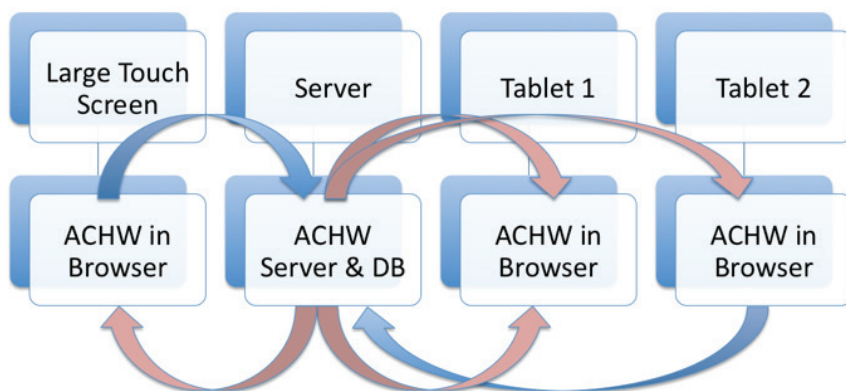 Large Touch
Screen
Server
Tablet 1
Tablet 2
ACHW in
Browser
ACHW
Server & DB
ACHW in
Browser
ACHW in
Browser